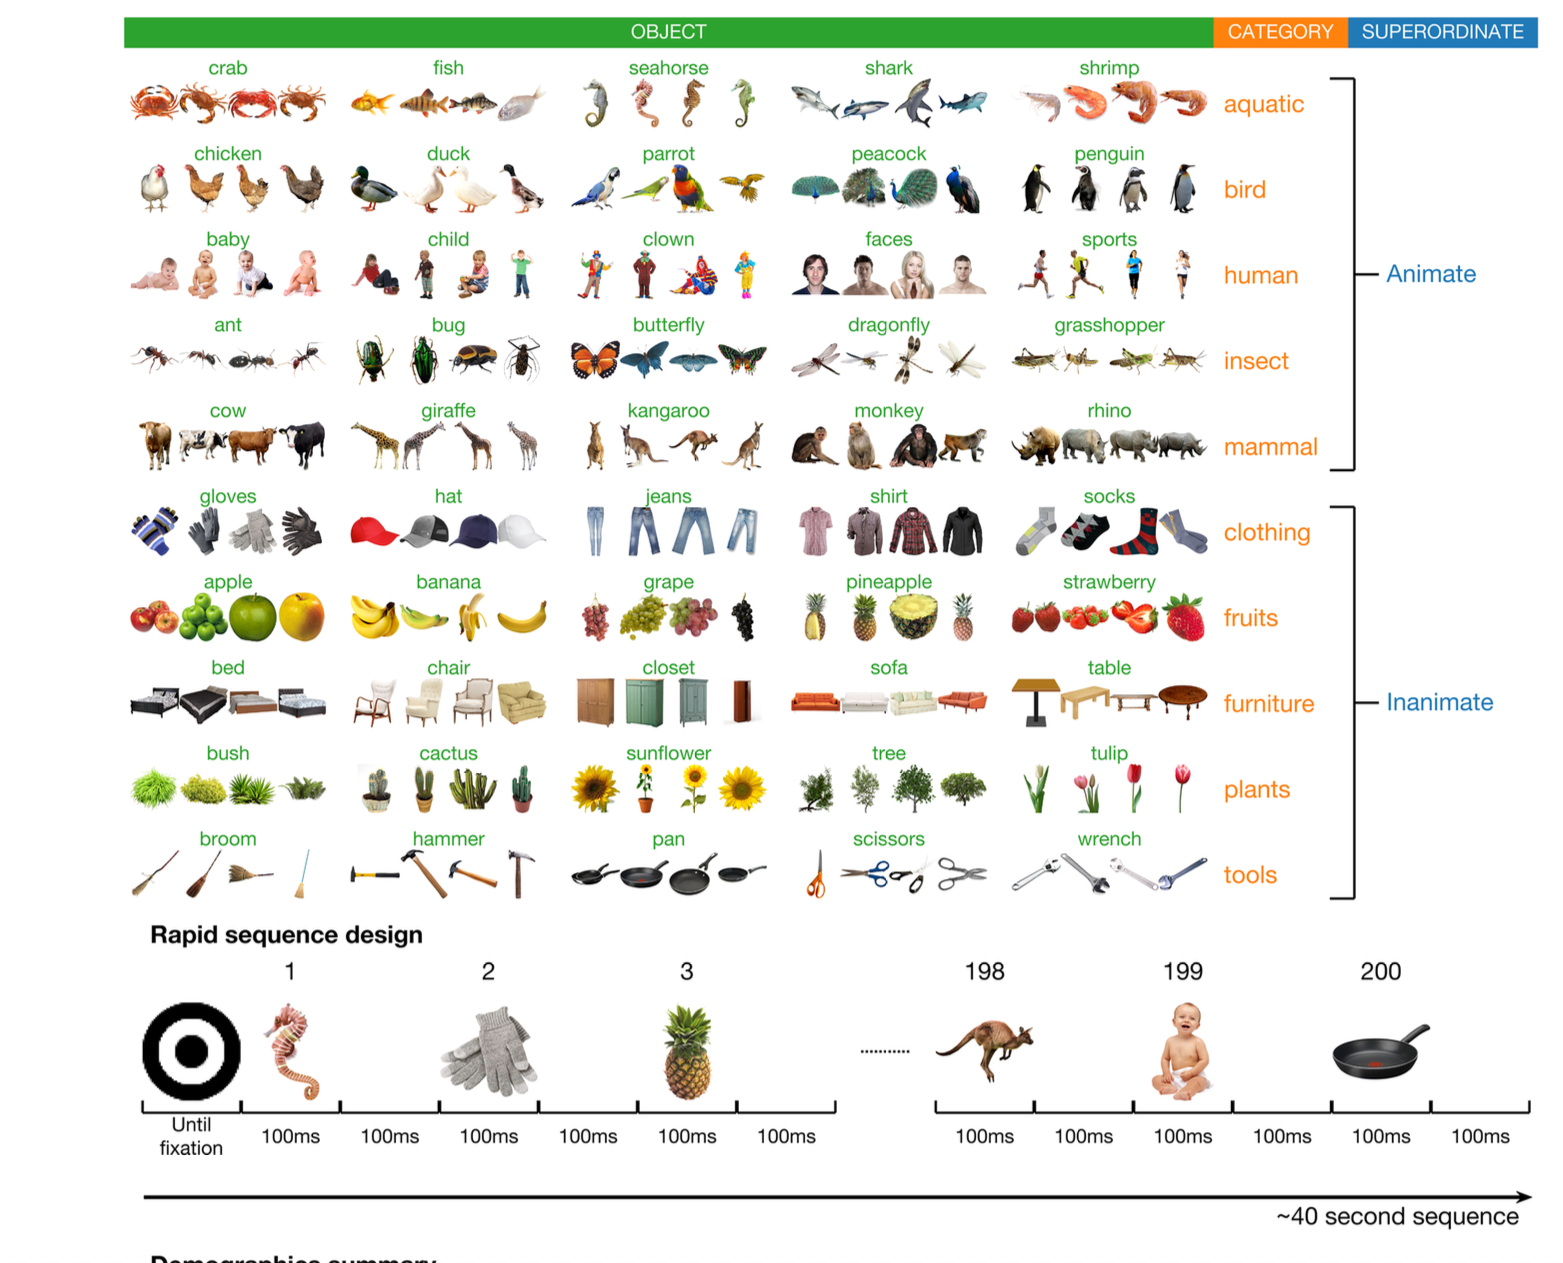 OBJECT CATEGORY SUPERORDINATE
crab fish seahorse shark shrimp
aquatic
chicken duck parrot peacock penguin
bird
baby child clown faces sports
human
Animate
ant bug butterfly dragonfly grasshopper
insect
cow giraffe kangaroo monkey rhino
mammal
gloves hat jeans shirt socks
clothing
apple banana grape pineapple strawberry
fruits
bed chair closet sofa table
furniture
Inanimate
bush cactus sunflower tree tulip
plants
broom hammer pan scissors wrench
tools
Rapid sequence design
1 2 3 198 199 200
...........
Until
fixation
100ms 100ms 100ms 100ms 100ms 100ms 100ms 100ms 100ms 100ms 100ms 100ms
~40 second sequence
Demographics summary